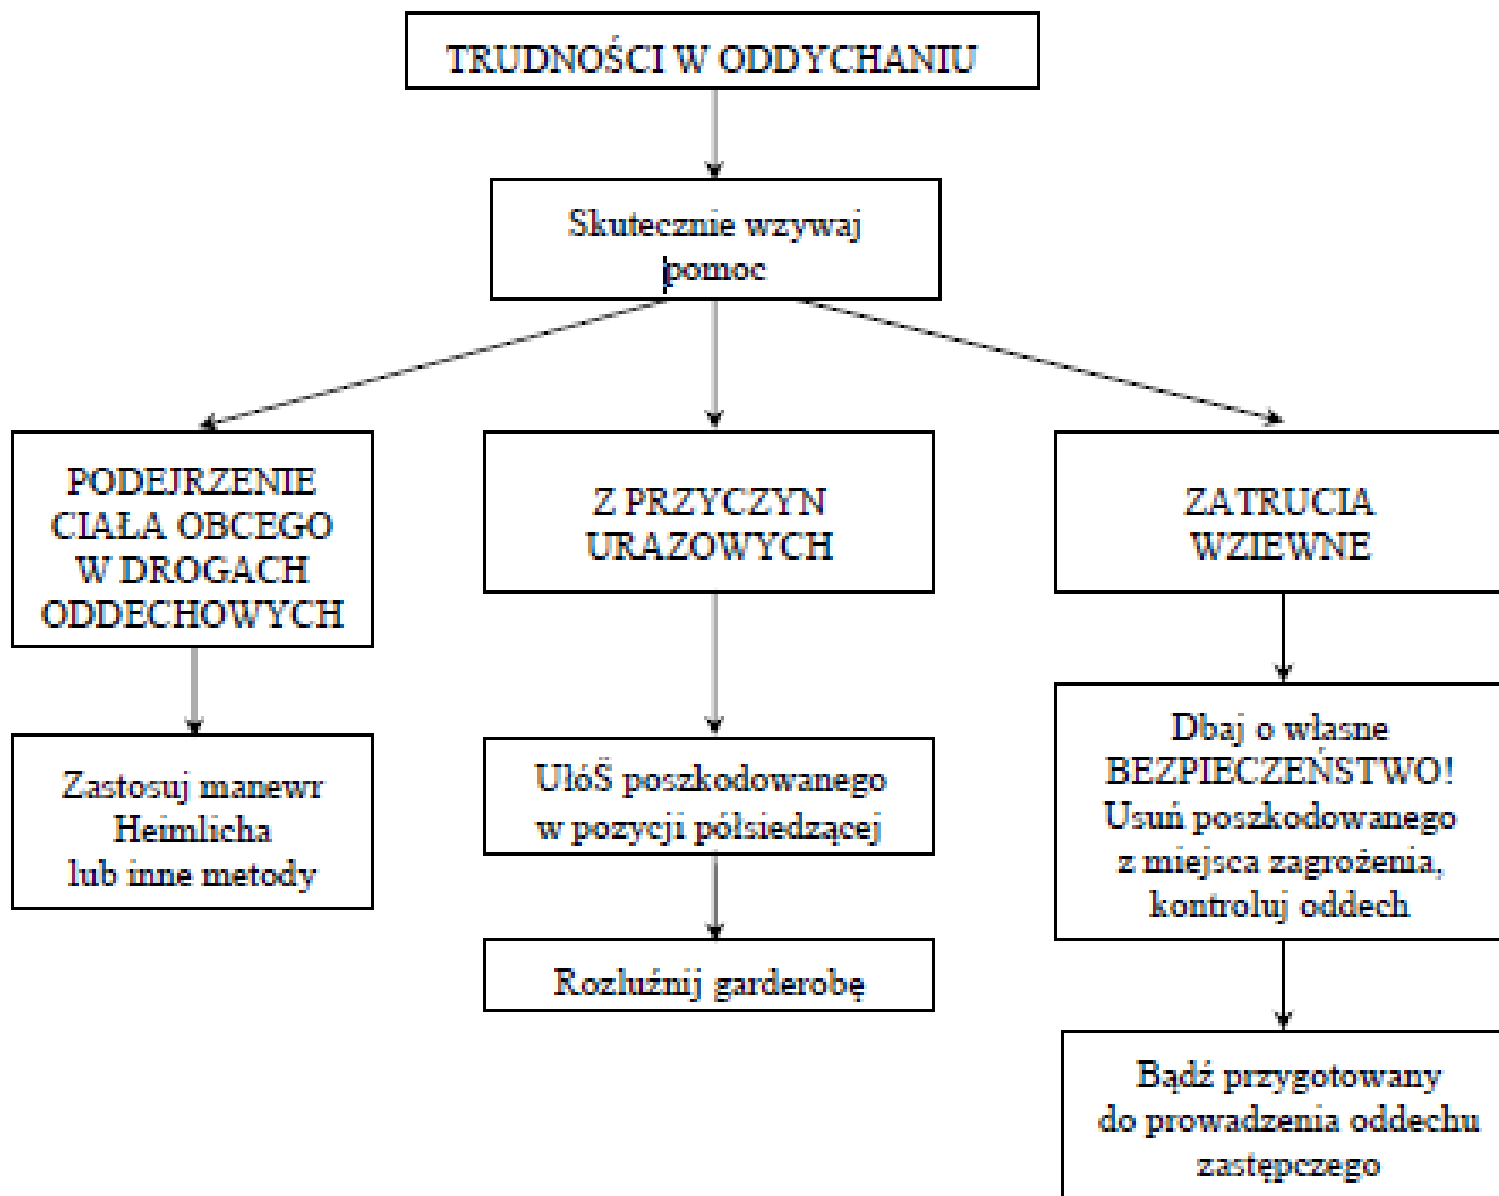 TRUDNOŚCI W ODDYCHANIU
Skutecznie wzywaj
pomoc
PODEJRZENIE
CIAŁA OBCEGO
W DROGACH
ODDECHOWYCH
Zastosuj manewr
Heimlicha
lub inne metody
Z PRZYCZYN
URAZOWYCH
UłóŜ poszkodowanego
w pozycji półsiedzącej
Rozluźnij garderobę
ZATRUCIA
WZIEWNE
Dbaj o własne
BEZPIECZEŃSTWO!
Usuń poszkodowanego
z miejsca zagrożenia,
kontroluj oddech
Bądź przygotowany
do prowadzenia oddechu
zastępczego